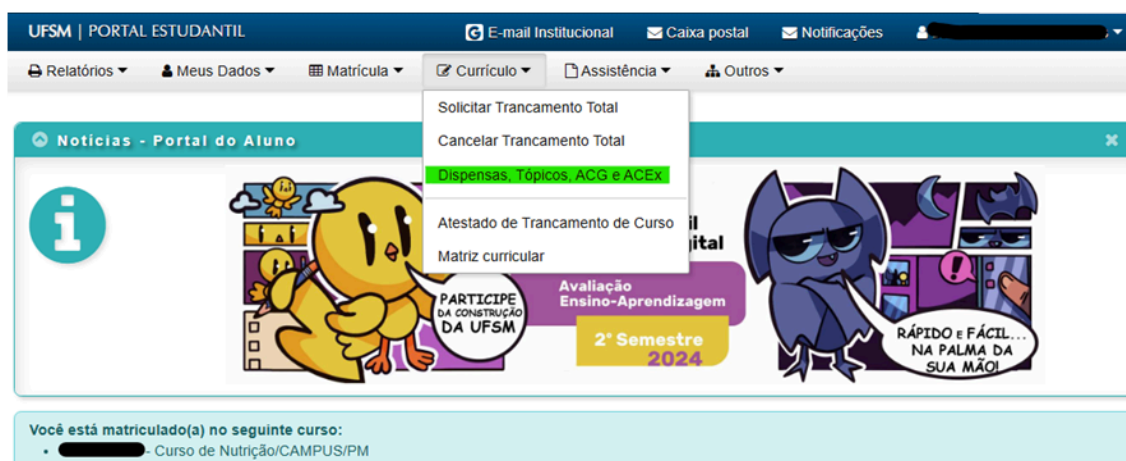 UFSM | PORTAL ESTUDANTIL
E-mail Institucional
Caixa postal
Notificações
Relatórios
Meus Dados
Matrícula
Currículo
Assistência
Outros
Solicitar Trancamento Total
Cancelar Trancamento Total
Dispensas, Tópicos, ACG e ACEx
Atestado de Trancamento de Curso
Matriz curricular
Notícias - Portal do Aluno
PARTICIPE
DA CONSTRUÇÃO
DA UFSM
Avaliação
Ensino-Aprendizagem
2º Semestre
2024
RÁPIDO E FÁCIL...
NA PALMA DA
SUA MÃO!
Você está matriculado(a) no seguinte curso:
- Curso de Nutrição/CAMPUS/PM